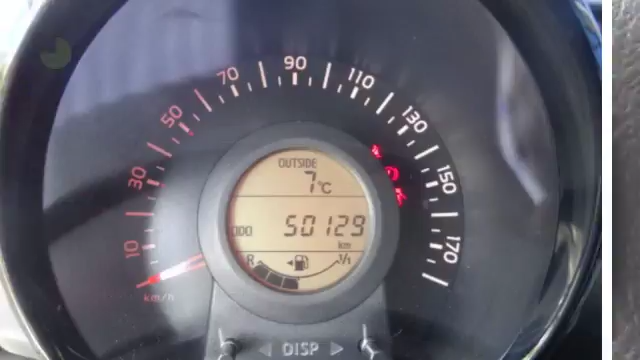 90
70 110
50 130
30 150
10 170
km/h
OUTSIDE
7°C
ODO 50129
km
R 1/1
◄ DISP ►